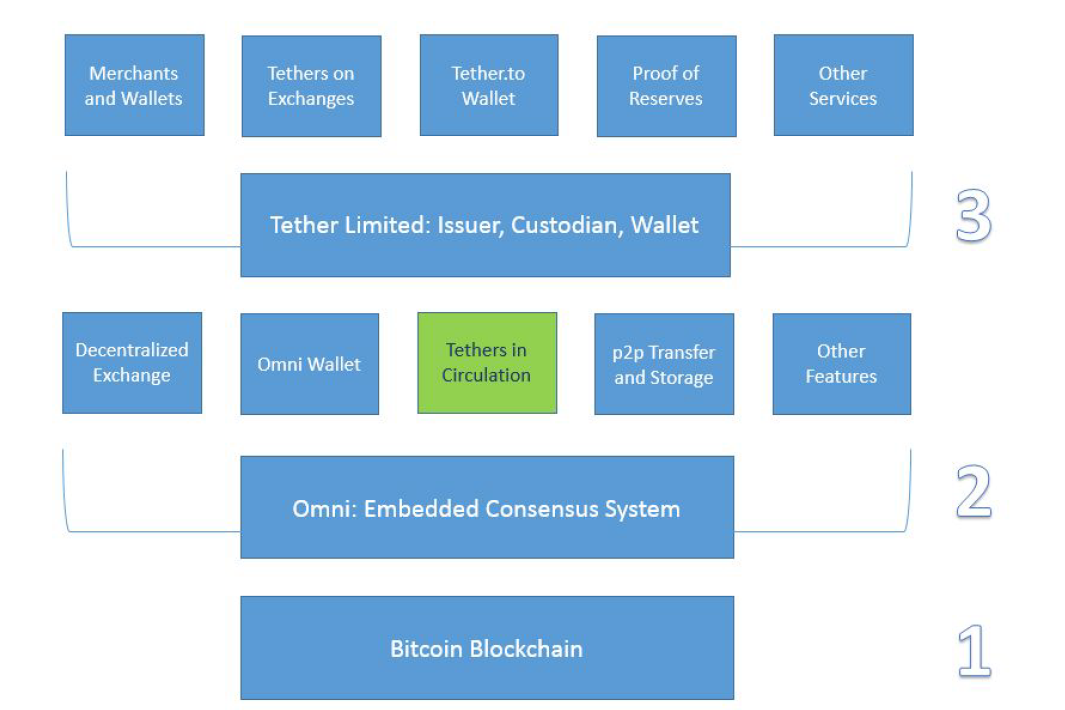 Merchants
and Wallets
Tethers on
Exchanges
Tether.to
Wallet
Proof of
Reserves
Other
Services
Tether Limited: Issuer, Custodian, Wallet
3
Decentralized
Exchange
Omni Wallet
Tethers in
Circulation
p2p Transfer
and Storage
Other
Features
Omni: Embedded Consensus System
2
Bitcoin Blockchain
1